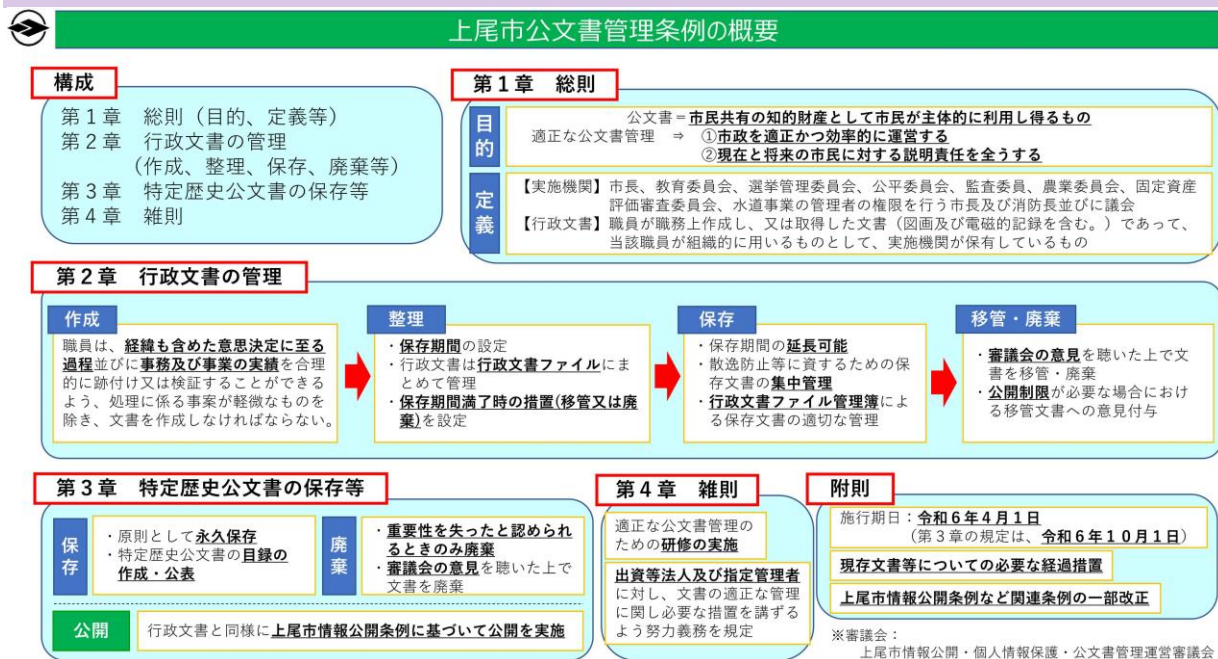 上尾市公文書管理条例の概要
構成
第1章　総則（目的、定義等）
第2章　行政文書の管理
（作成、整理、保存、廃棄等）
第3章　特定歴史公文書の保存等
第4章　雑則
第1章　総則
目的
公文書＝市民共有の知的財産として市民が主体的に利用し得るもの
適正な公文書管理　⇒　①市政を適正かつ効率的に運営する
②現在と将来の市民に対する説明責任を全うする
定義
【実施機関】市長、教育委員会、選挙管理委員会、公平委員会、監査委員、農業委員会、固定資産
評価審査委員会、水道事業の管理者の権限を行う市長及び消防長並びに議会
【行政文書】職員が職務上作成し、又は取得した文書（図画及び電磁的記録を含む。）であって、
当該職員が組織的に用いるものとして、実施機関が保有しているもの
第2章　行政文書の管理
作成
職員は、経緯も含めた意思決定に至る
過程並びに事務及び事業の実績を合理
的に跡付け又は検証することができる
よう、処理に係る事案が軽微なものを
除き、文書を作成しなければならない。
整理
・保存期間の設定
・行政文書は行政文書ファイルにま
とめて管理
・保存期間満了時の措置(移管又は廃
棄)を設定
保存
・保存期間の延長可能
・散逸防止等に資するための保
存文書の集中管理
・行政文書ファイル管理簿によ
る保存文書の適切な管理
移管・廃棄
・審議会の意見を聴いた上で文
書を移管・廃棄
・公開制限が必要な場合におけ
る移管文書への意見付与
第3章　特定歴史公文書の保存等
保存
・原則として永久保存
・特定歴史公文書の目録の
作成・公表
廃棄
・重要性を失ったと認められ
るときのみ廃棄
・審議会の意見を聴いた上で
文書を廃棄
公開
行政文書と同様に上尾市情報公開条例に基づいて公開を実施
第4章　雑則
適正な公文書管理の
ための研修の実施
出資等法人及び指定管理者
に対し、文書の適正な管理
に関し必要な措置を講ずる
よう努力義務を規定
附則
施行期日：令和6年4月1日
（第3章の規定は、令和6年10月1日）
現存文書等についての必要な経過措置
上尾市情報公開条例など関連条例の一部改正
※審議会：
上尾市情報公開・個人情報保護・公文書管理運営審議会